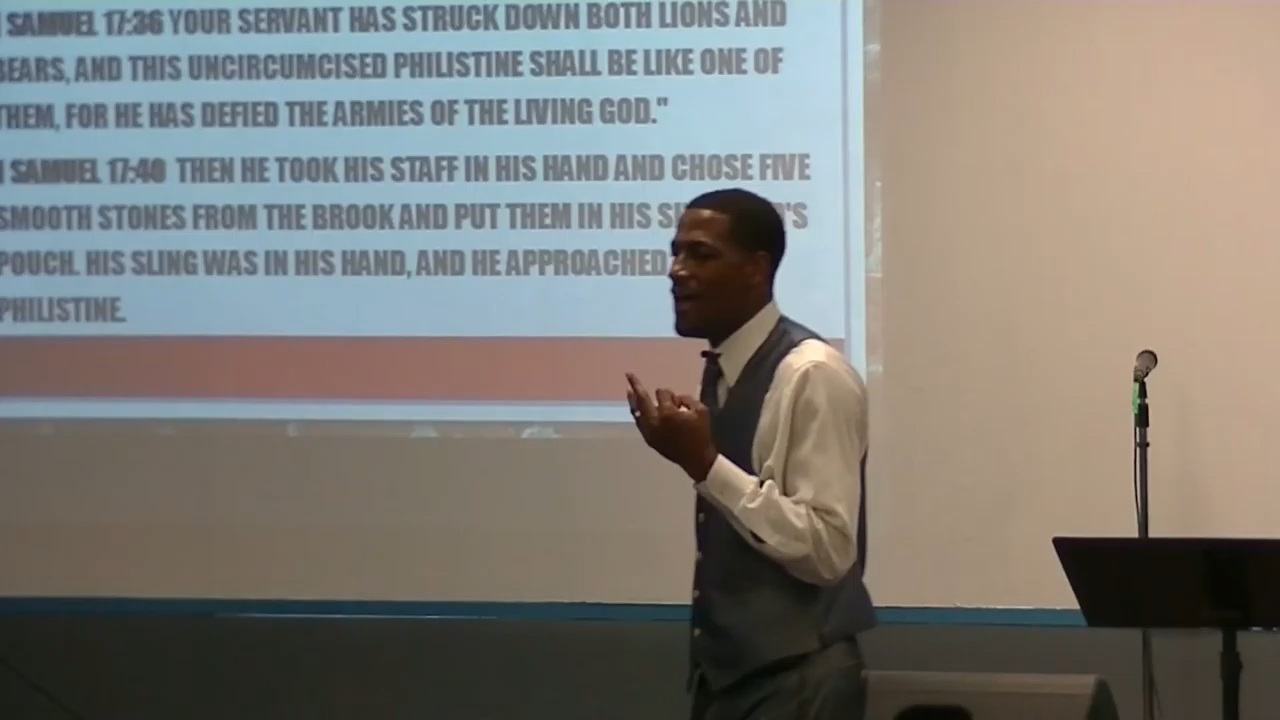 SAMUEL 17:36 YOUR SERVANT HAS STRUCK DOWN BOTH LIONS AND
BEARS, AND THIS UNCIRCUMCISED PHILISTINE SHALL BE LIKE ONE OF
THEM, FOR HE HAS DEFIED THE ARMIES OF THE LIVING GOD."
SAMUEL 17:40 THEN HE TOOK HIS STAFF IN HIS HAND AND CHOSE FIVE
SMOOTH STONES FROM THE BROOK AND PUT THEM IN HIS
POUCH. HIS SLING WAS IN HIS HAND, AND HE APPROACHED
PHILISTINE.